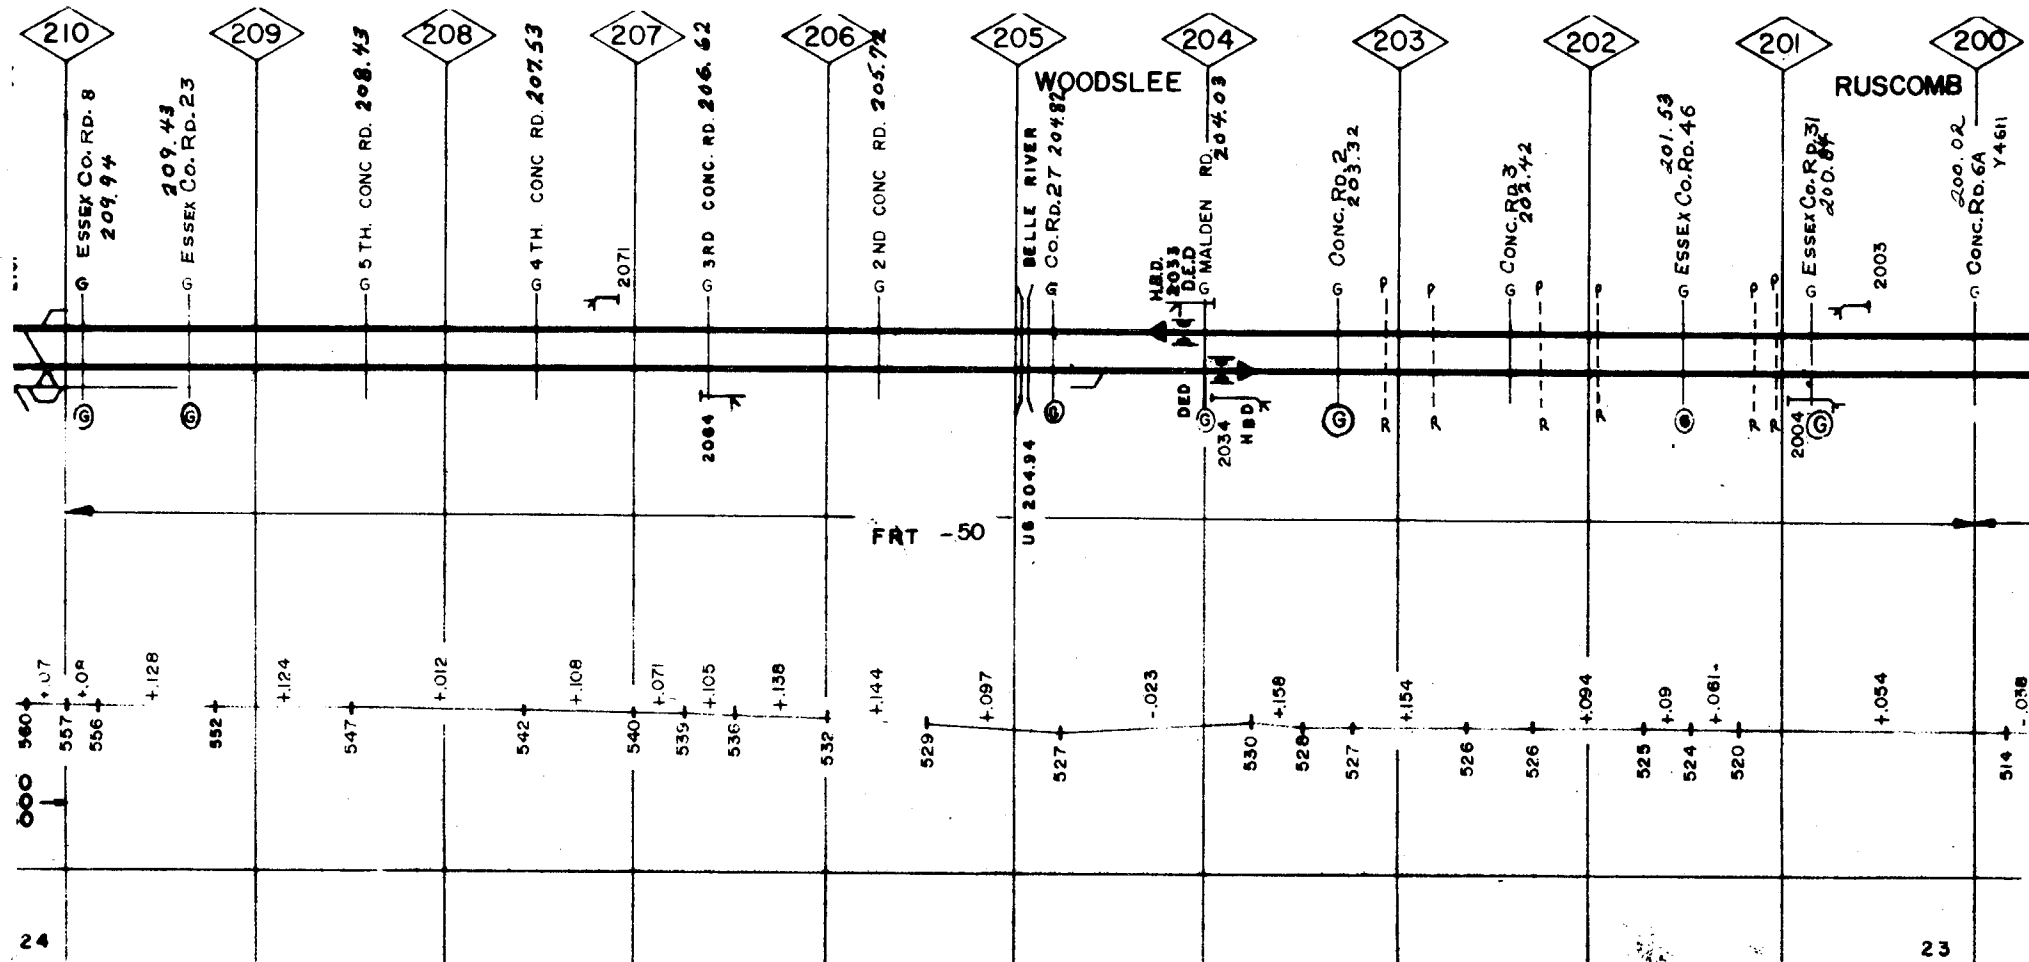 210 209 208 207 206 205 204 203 202 201 200
WOODSLEE
RUSCOMB
G ESSEX CO. RD. 8
209.94
209.43
G ESSEX CO. RD. 23
G 5TH. CONC RD. 208.43
G 4TH. CONC RD. 207.53
2071
G 3RD CONC. RD. 206.62
G 2ND CONC RD. 205.72
BELLE RIVER
G CO. RD. 27 204.82
H.B.D.
2033
D.E.D
G MALDEN RD. 204.03
G CONC. RD. 2
203.32
P
P
G CONC. RD 3
202.42
P
P
201.53
G ESSEX CO. RD. 46
P
P
G ESSEX CO. RD. 31
2003
200.02
G CONC. RD. 6A
Y4611
G
G
2064
G
DED
G
2034
HBD
G
P
P
P
P
P
P
2004
G
UG 204.94
FRT -50
+.07 +.08 +.128 +.124 +.012 +.108 +.071 +.105 +.138 +.144 +.097 -.023 +.158 +.154 +.094 +.09 +.061 +.054 -.038
560 557 556 552 547 542 540 539 536 532 529 527 530 528 527 526 526 525 524 520 514
24
23